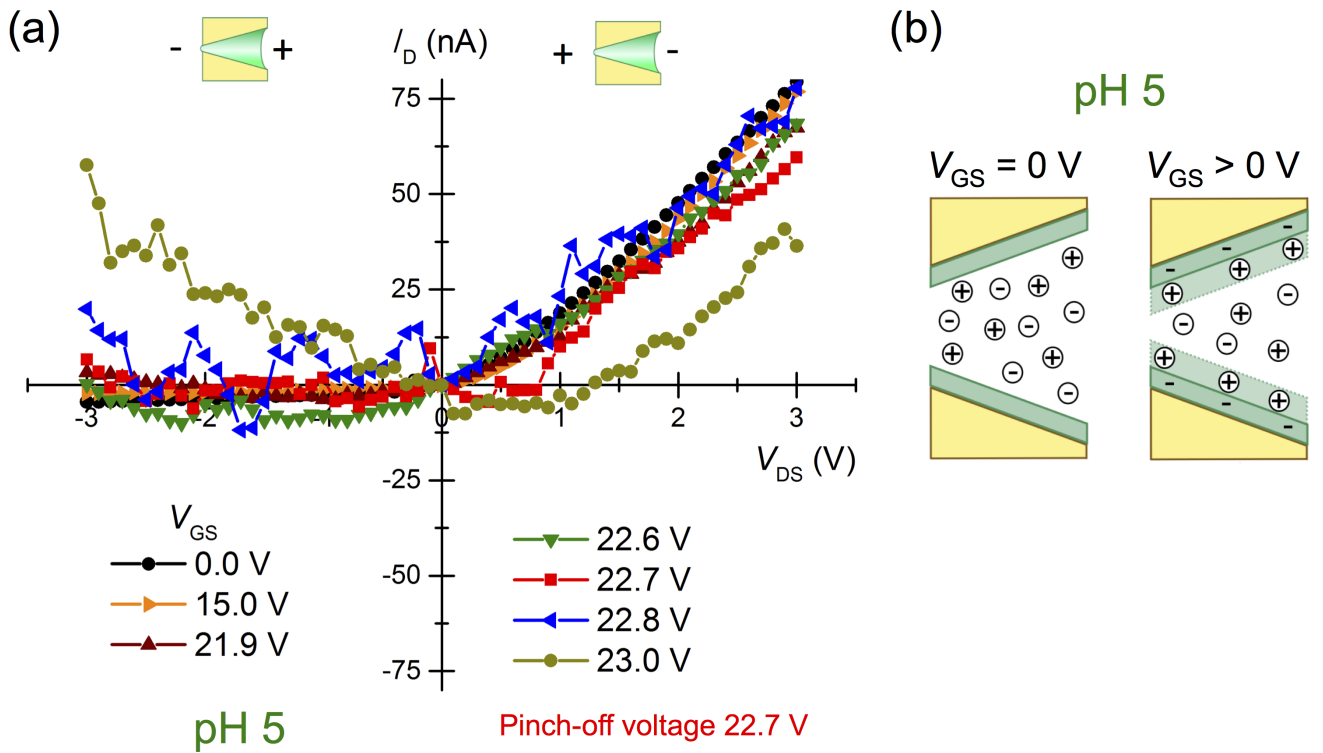 (a)
- +
I_D (nA)
+ -
(b)
pH 5
V_GS = 0 V
V_GS > 0 V
75
50
25
-3 -2 -1 0 1 2 3
V_DS (V)
-25
-50
-75
V_GS
0.0 V
15.0 V
21.9 V
22.6 V
22.7 V
22.8 V
23.0 V
pH 5
Pinch-off voltage 22.7 V